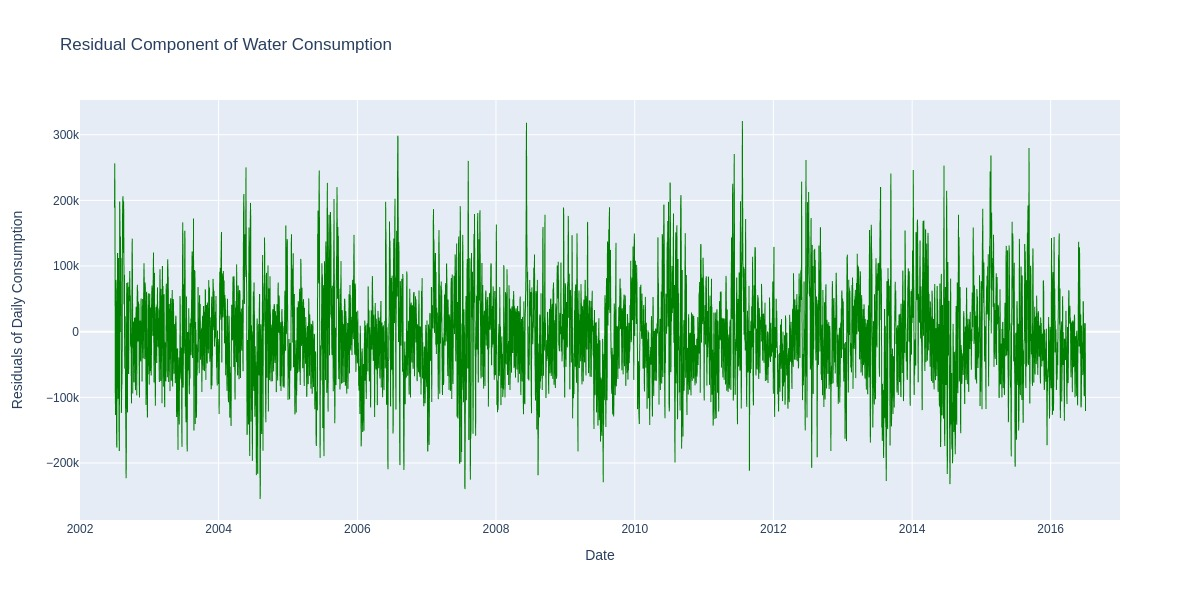 Residual Component of Water Consumption
Residuals of Daily Consumption
300k
200k
100k
0
−100k
−200k
2002
2004
2006
2008
2010
2012
2014
2016
Date